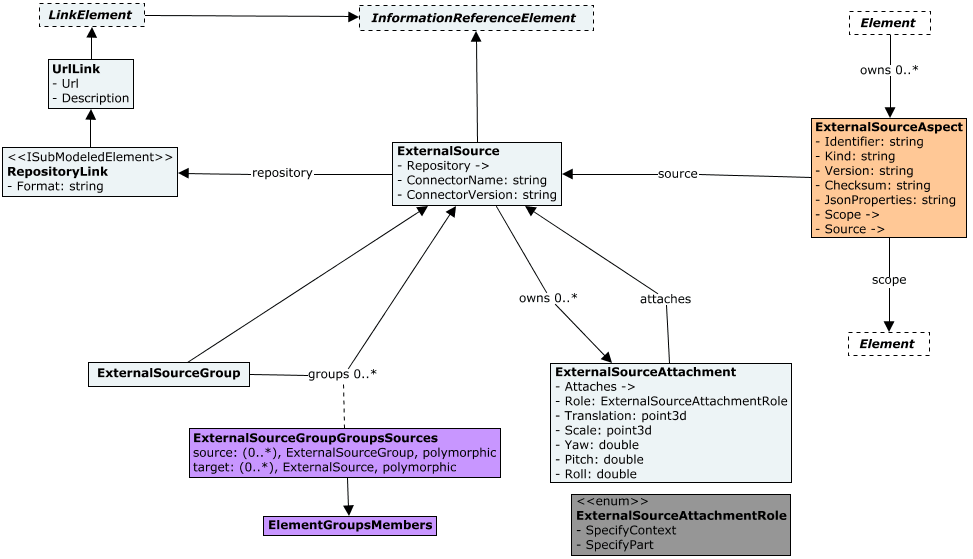 LinkElement
InformationReferenceElement
Element
owns 0..*
UrlLink
- Url
- Description
<<ISubModeledElement>>
RepositoryLink
- Format: string
repository
ExternalSource
- Repository ->
- ConnectorName: string
- ConnectorVersion: string
source
ExternalSourceAspect
- Identifier: string
- Kind: string
- Version: string
- Checksum: string
- JsonProperties: string
- Scope ->
- Source ->
scope
Element
owns 0..*
attaches
ExternalSourceGroup
groups 0..*
ExternalSourceAttachment
- Attaches ->
- Role: ExternalSourceAttachmentRole
- Translation: point3d
- Scale: point3d
- Yaw: double
- Pitch: double
- Roll: double
ExternalSourceGroupGroupsSources
source: (0..*), ExternalSourceGroup, polymorphic
target: (0..*), ExternalSource, polymorphic
ElementGroupsMembers
<<enum>>
ExternalSourceAttachmentRole
- SpecifyContext
- SpecifyPart